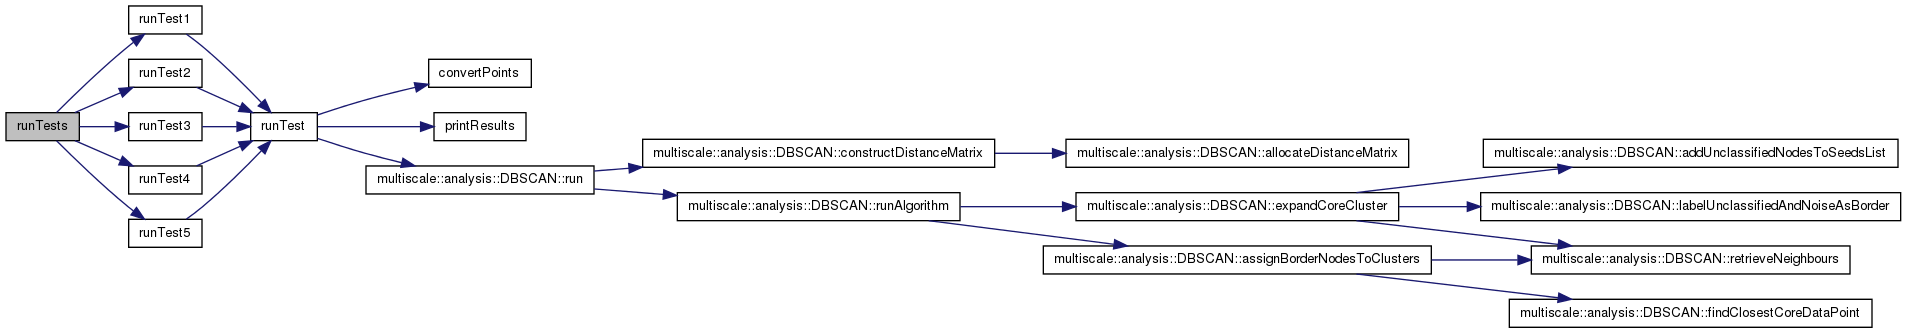 runTests
runTest1
runTest2
runTest3
runTest4
runTest5
runTest
convertPoints
printResults
multiscale::analysis::DBSCAN::run
multiscale::analysis::DBSCAN::constructDistanceMatrix
multiscale::analysis::DBSCAN::runAlgorithm
multiscale::analysis::DBSCAN::allocateDistanceMatrix
multiscale::analysis::DBSCAN::expandCoreCluster
multiscale::analysis::DBSCAN::assignBorderNodesToClusters
multiscale::analysis::DBSCAN::addUnclassifiedNodesToSeedsList
multiscale::analysis::DBSCAN::labelUnclassifiedAndNoiseAsBorder
multiscale::analysis::DBSCAN::retrieveNeighbours
multiscale::analysis::DBSCAN::findClosestCoreDataPoint